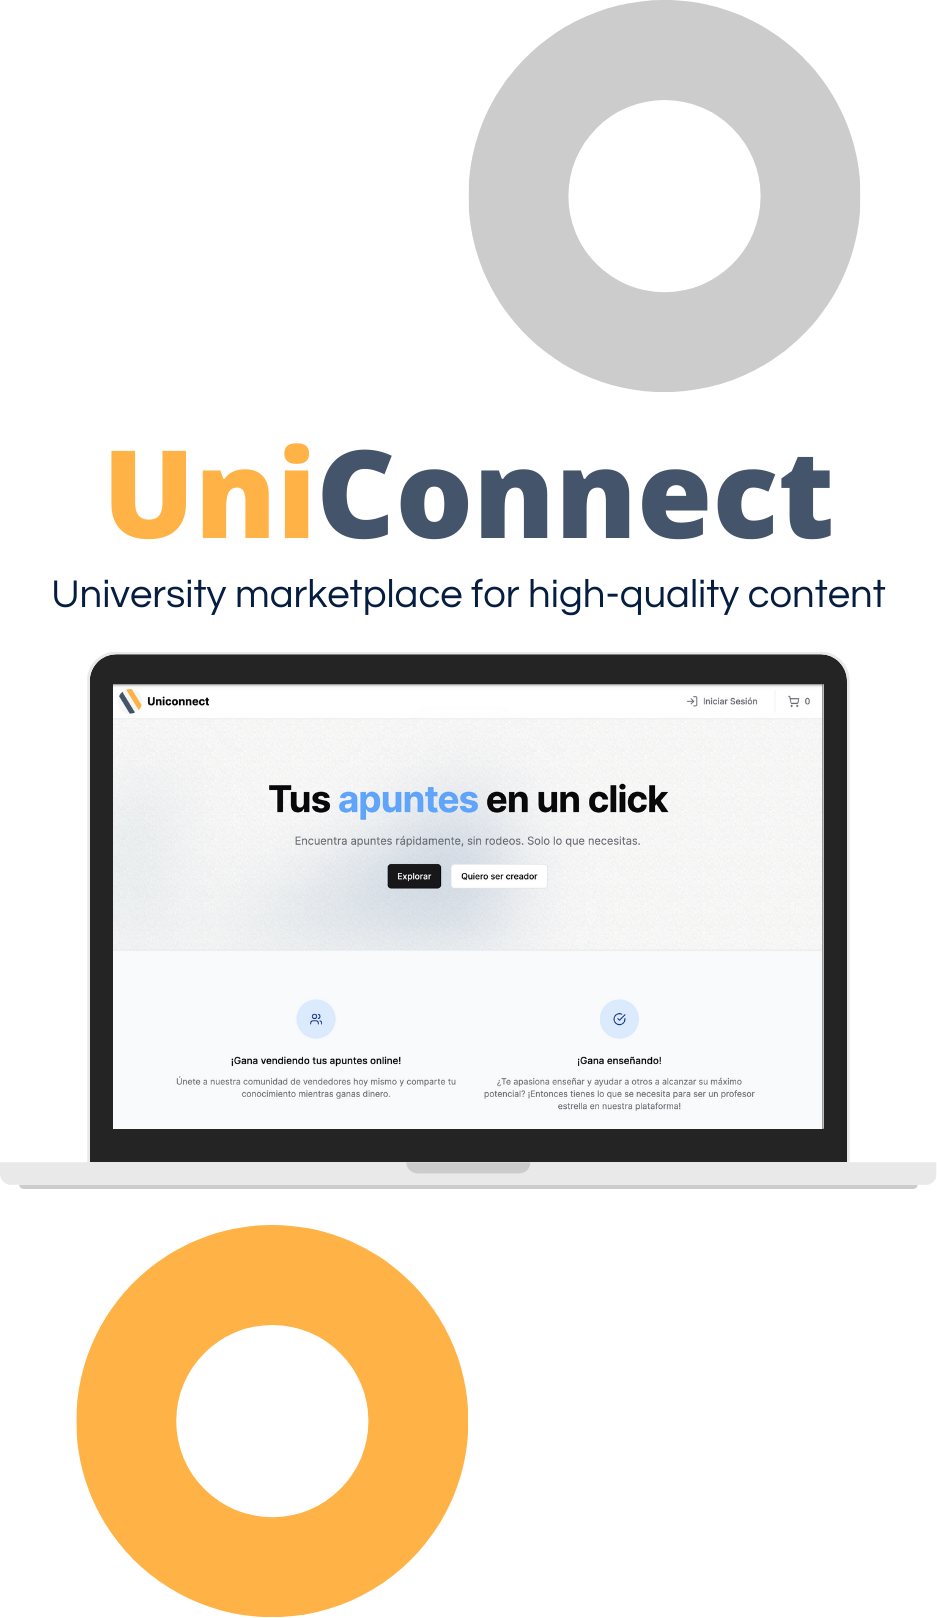 UniConnect
University marketplace for high-quality content
Uniconnect
Iniciar Sesión
0
Tus apuntes en un click
Encuentra apuntes rápidamente, sin rodeos. Solo lo que necesitas.
Explorar
Quiero ser creador
¡Gana vendiendo tus apuntes online!
Únete a nuestra comunidad de vendedores hoy mismo y comparte tu
conocimiento mientras ganas dinero.
¡Gana enseñando!
¿Te apasiona enseñar y ayudar a otros a alcanzar su máximo
potencial? ¡Entonces tienes lo que se necesita para ser un profesor
estrella en nuestra plataforma!